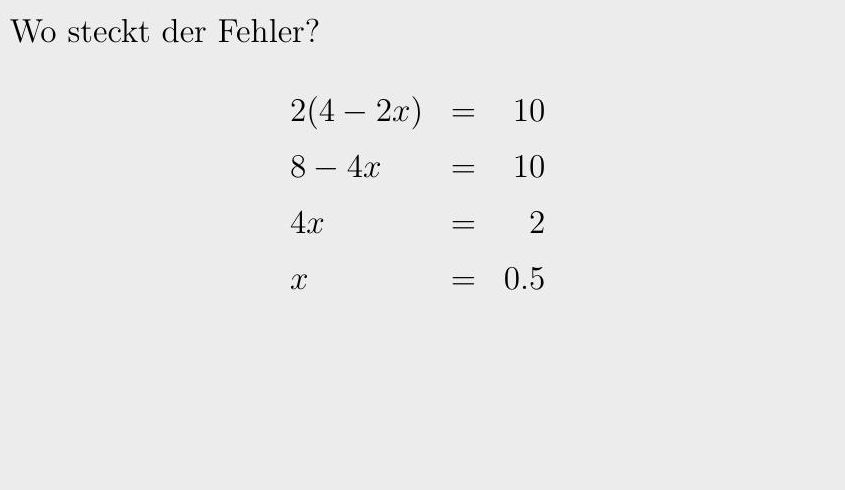 Wo steckt der Fehler?
2(4 − 2x) = 10
8 − 4x = 10
4x = 2
x = 0.5